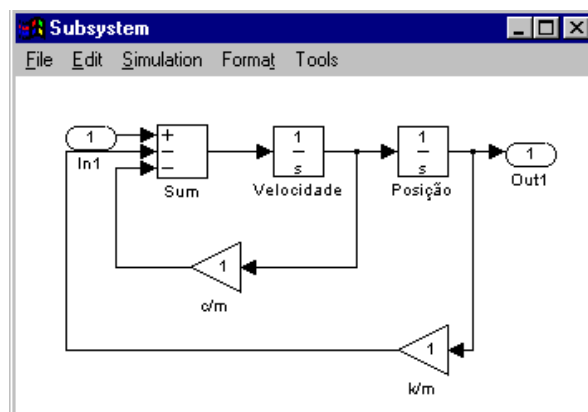 Subsystem
File Edit Simulation Format Tools
1
In1
+
−
−
Sum
1
s
Velocidade
1
s
Posição
1
Out1
1
c/m
1
k/m